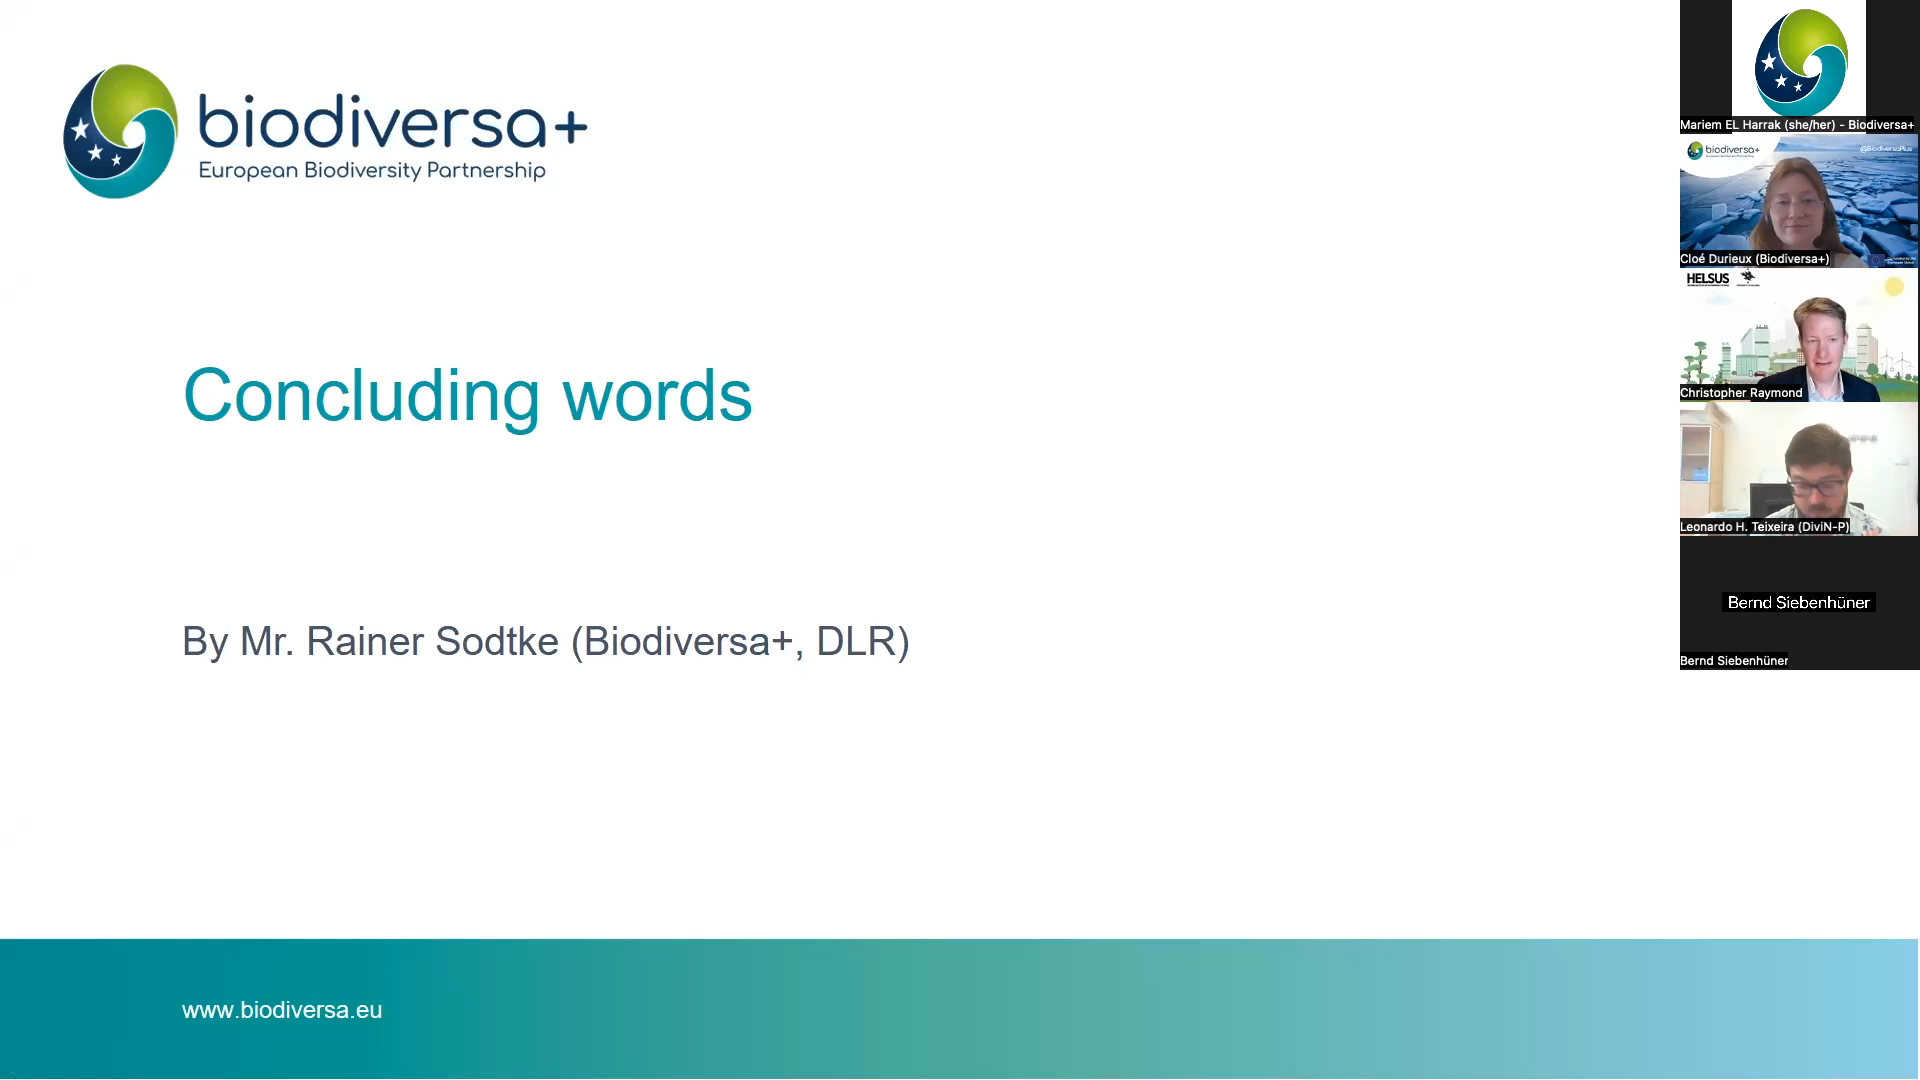 biodiversa+
European Biodiversity Partnership
Concluding words
By Mr. Rainer Sodtke (Biodiversa+, DLR)
www.biodiversa.eu
Mariem EL Harrak (she/her) - Biodiversa+
biodiversa+
@BiodiversaPlus
Cloé Durieux (Biodiversa+)
HELSUS
Christopher Raymond
Leonardo H. Teixeira (DiviN-P)
Bernd Siebenhüner
Bernd Siebenhüner